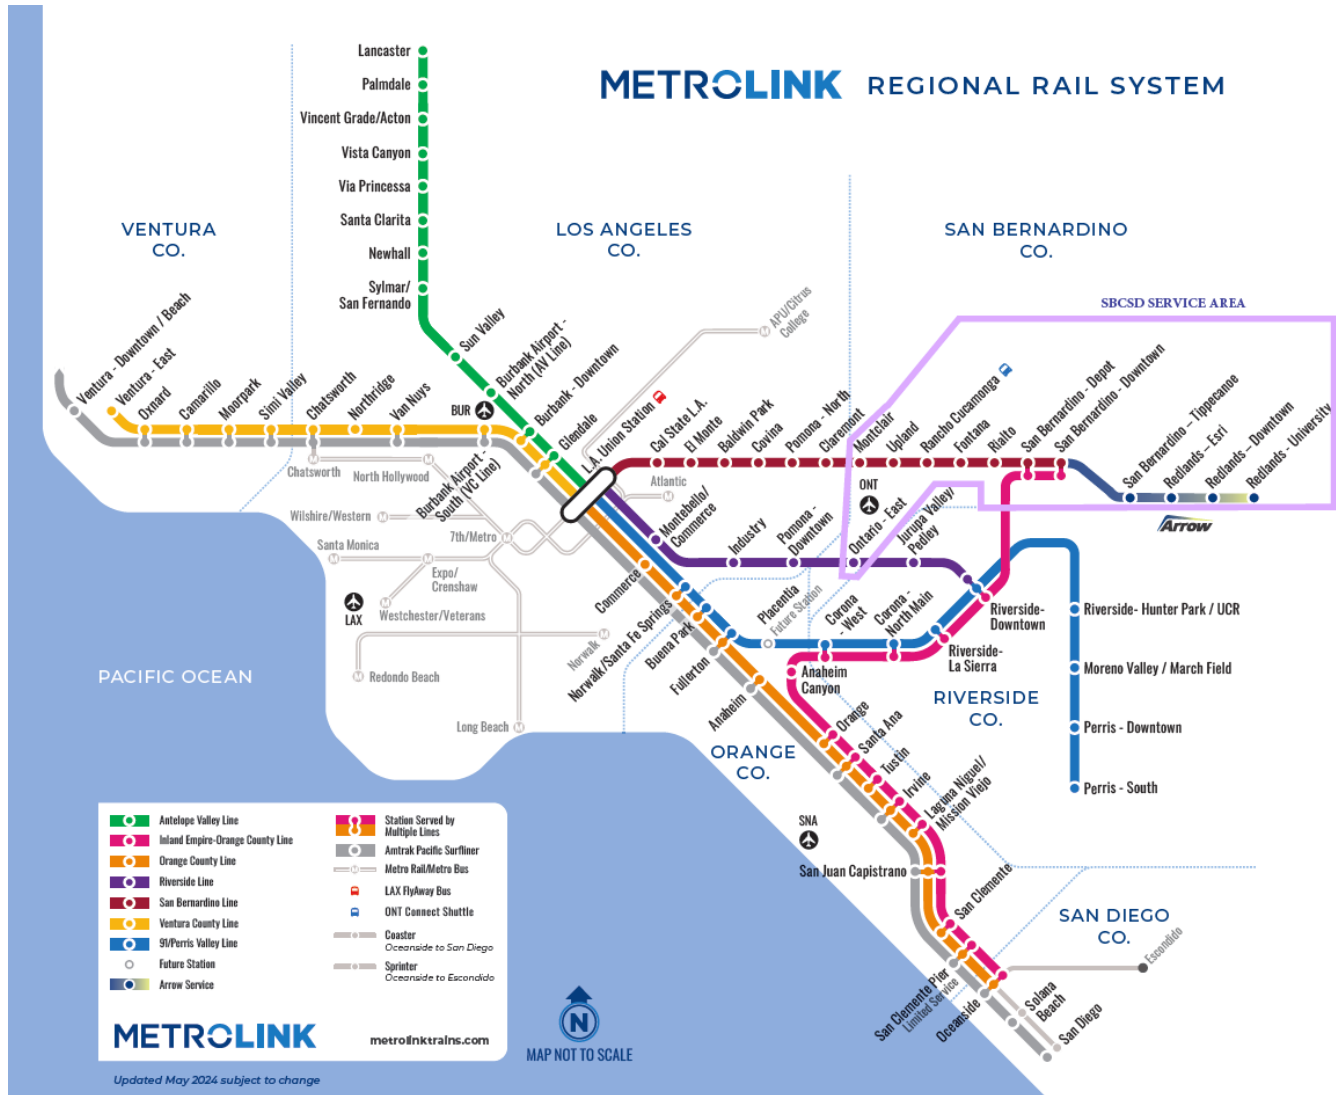 METROLINK REGIONAL RAIL SYSTEM
Lancaster
Palmdale
Vincent Grade/Acton
Vista Canyon
Via Princessa
Santa Clarita
Newhall
Sylmar/
San Fernando
VENTURA
CO.
LOS ANGELES
CO.
SAN BERNARDINO
CO.
SBCSD SERVICE AREA
Ventura - Downtown / Beach
Ventura - East
Oxnard
Camarillo
Moorpark
Simi Valley
Chatsworth
Northridge
Van Nuys
BUR
Sun Valley
Burbank Airport -
North (AV Line)
Burbank - Downtown
Glendale
L.A. Union Station
Burbank Airport -
South (VC Line)
APU/Citrus
College
Cal State L.A.
El Monte
Baldwin Park
Covina
Pomona - North
Claremont
Montclair
Upland
Rancho Cucamonga
Fontana
Rialto
San Bernardino - Depot
San Bernardino - Downtown
San Bernardino – Tippecanoe
Redlands – Esri
Redlands – Downtown
Redlands - University
Arrow
Chatsworth
North Hollywood
Wilshire/Western
7th/Metro
Santa Monica
Expo/
Crenshaw
Westchester/Veterans
LAX
Redondo Beach
Norwalk
Long Beach
Atlantic
Montebello/
Commerce
Industry
Pomona -
Downtown
ONT
Ontario - East
Jurupa Valley/
Pedley
Riverside-
Downtown
Commerce
Norwalk/Santa Fe Springs
Buena Park
Fullerton
Anaheim
Placentia
Future Station
Corona
- West
Corona -
North Main
Riverside-
La Sierra
Anaheim
Canyon
Riverside- Hunter Park / UCR
Moreno Valley / March Field
Perris - Downtown
Perris - South
RIVERSIDE
CO.
PACIFIC OCEAN
ORANGE
CO.
Orange
Santa Ana
Tustin
Irvine
Laguna Niguel/
Mission Viejo
SNA
San Juan Capistrano
San Clemente
San Clemente Pier
Limited Service
Oceanside
SAN DIEGO
CO.
Escondido
Solana
Beach
San Diego
Antelope Valley Line
Inland Empire-Orange County Line
Orange County Line
Riverside Line
San Bernardino Line
Ventura County Line
91/Perris Valley Line
Future Station
Arrow Service
Station Served by
Multiple Lines
Amtrak Pacific Surfliner
Metro Rail/Metro Bus
LAX FlyAway Bus
ONT Connect Shuttle
Coaster
Oceanside to San Diego
Sprinter
Oceanside to Escondido
METROLINK
metrolinktrains.com
Updated May 2024 subject to change
N
MAP NOT TO SCALE